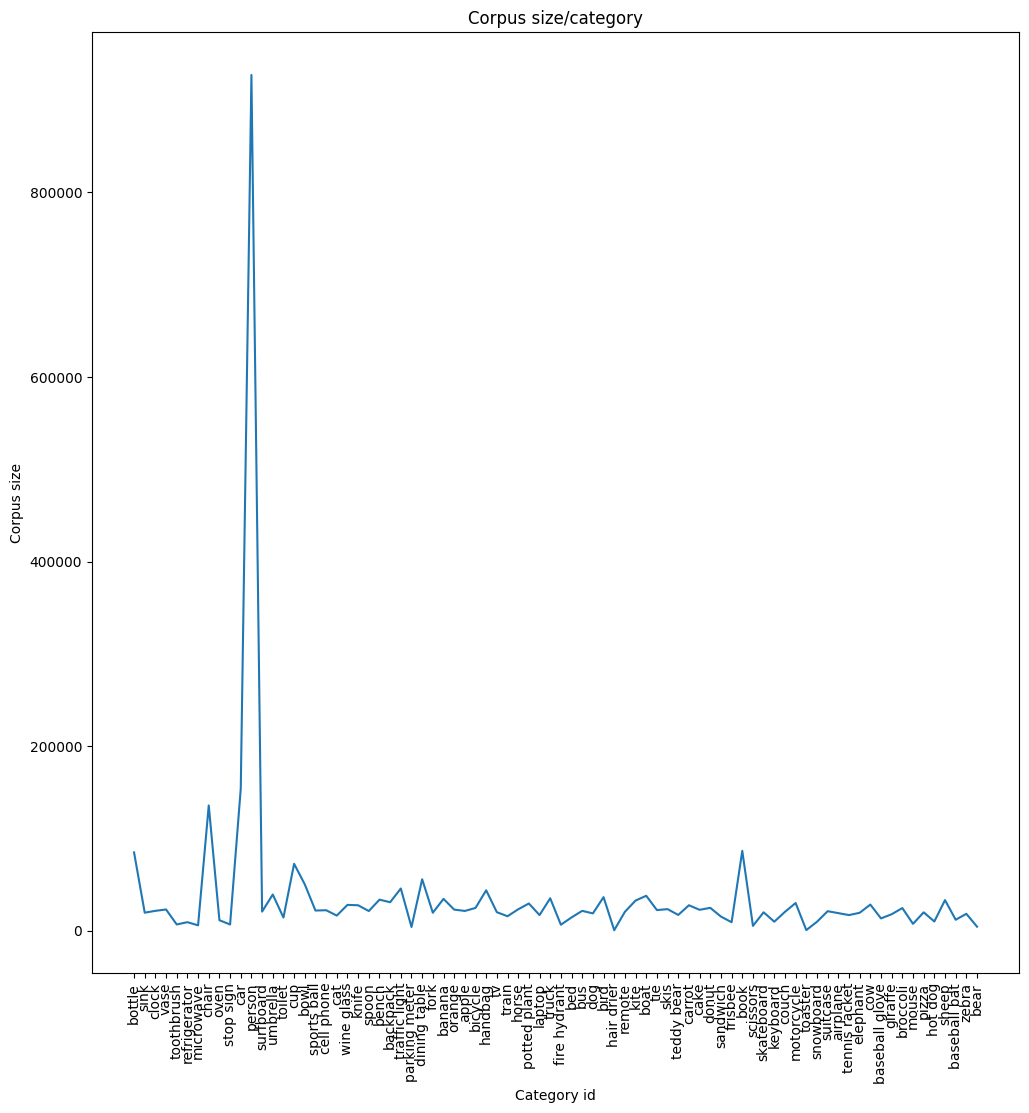 Corpus size/category
Corpus size
800000
600000
400000
200000
0
bottle
sink
clock
vase
toothbrush
refrigerator
microwave
chair
oven
stop sign
car
person
surfboard
umbrella
toilet
cup
bowl
sports ball
cell phone
cat
wine glass
knife
spoon
bench
backpack
traffic light
parking meter
dining table
fork
banana
orange
apple
bicycle
handbag
tv
train
horse
potted plant
laptop
truck
fire hydrant
bed
bus
dog
bird
hair drier
remote
kite
boat
tie
skis
teddy bear
carrot
cake
donut
sandwich
frisbee
book
scissors
skateboard
keyboard
couch
motorcycle
toaster
snowboard
suitcase
airplane
tennis racket
elephant
cow
baseball glove
giraffe
broccoli
mouse
pizza
hot dog
sheep
baseball bat
zebra
bear
Category id